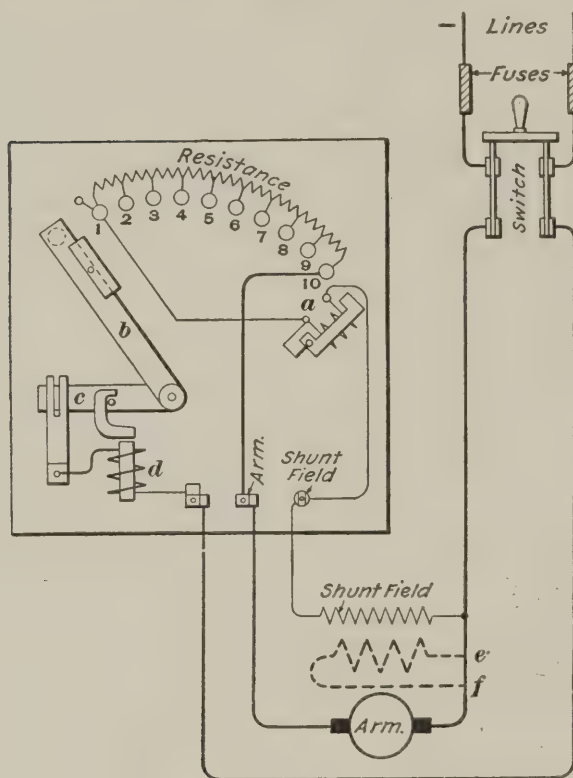 – Lines
Fuses
Switch
Resistance
1 2 3 4 5 6 7 8 9 10
a
b
c
d
Arm.
Shunt Field
Shunt Field
e
f
Arm.